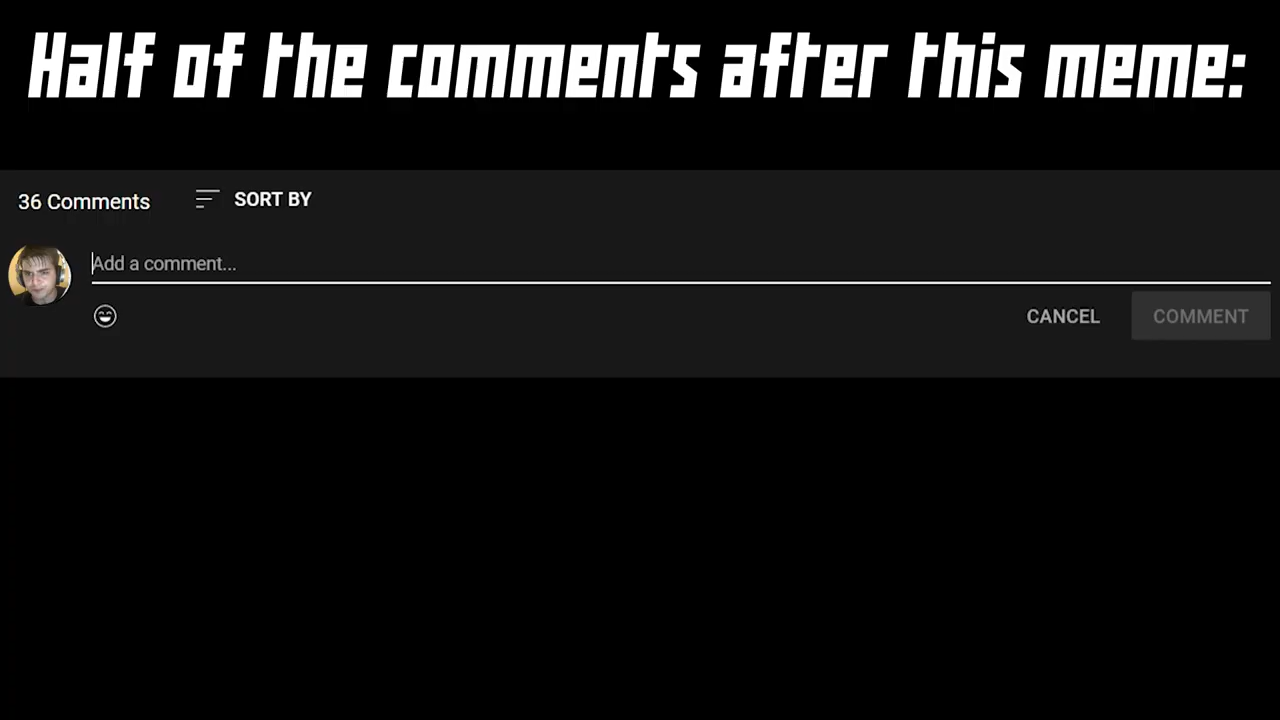 Half of the comments after this meme:
36 Comments
SORT BY
Add a comment...
CANCEL
COMMENT